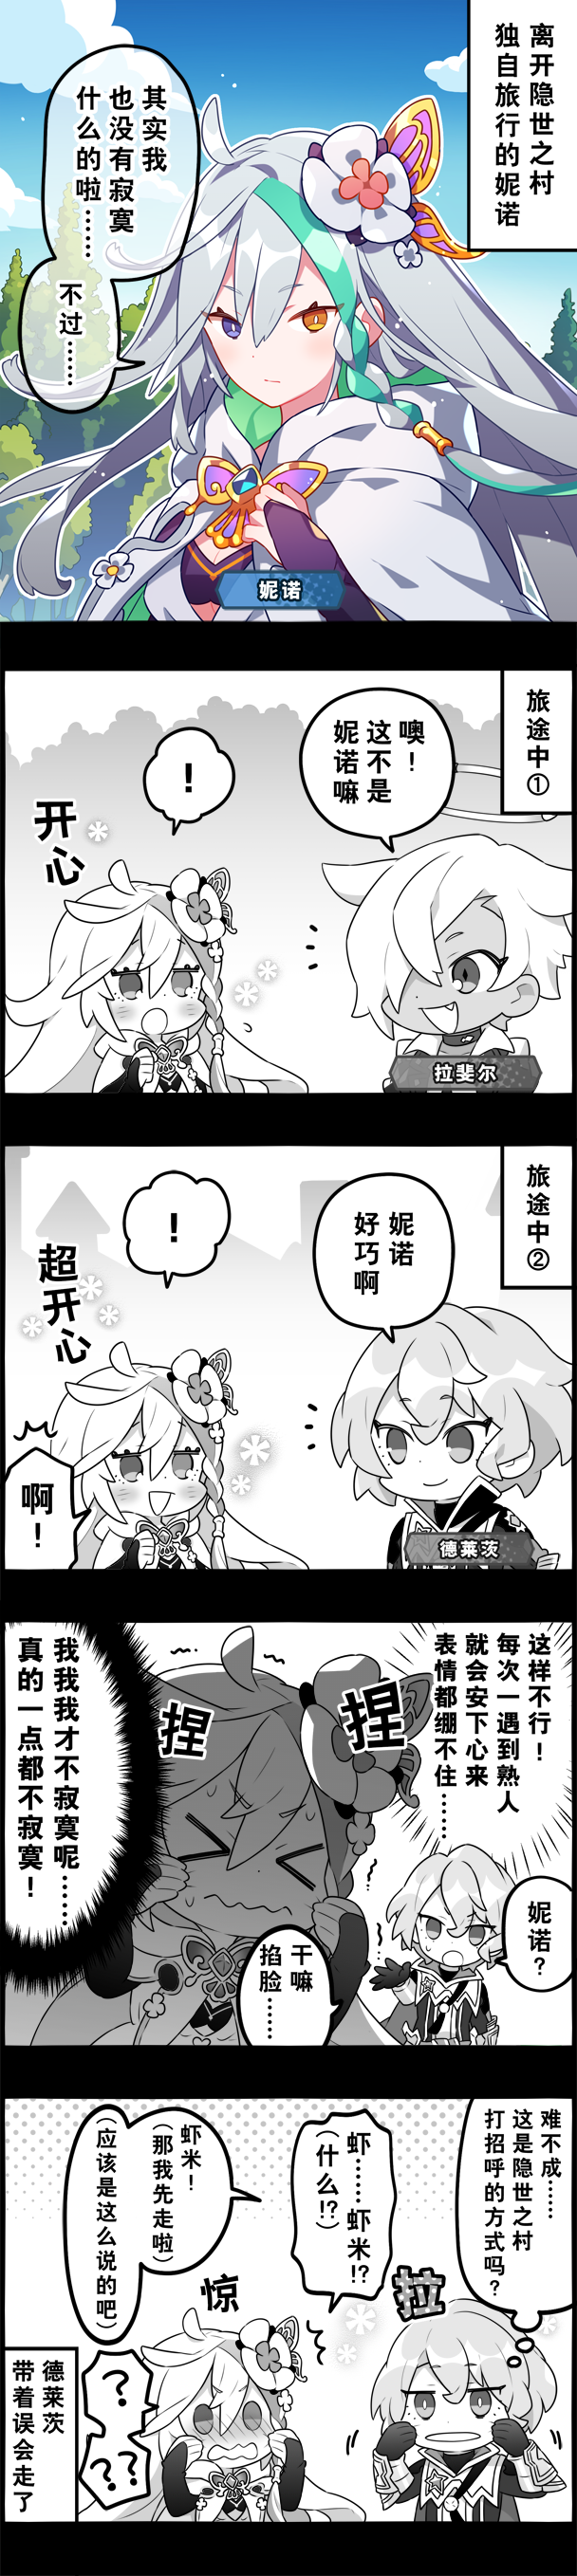 离开隐世之村
独自旅行的妮诺
其实我
也没有寂寞
什么的啦……
不过……
妮诺
旅途中①
噢！
这不是
妮诺嘛
！
开心
拉斐尔
旅途中②
妮诺
好巧啊
！
超开心
啊！
德莱茨
这样不行！
每次一遇到熟人
就会安下心来
表情都绷不住……
捏
捏
我我我才不寂寞呢……
真的一点都不寂寞！
妮诺？
干嘛
掐脸……
难不成……
这是隐世之村
打招呼的方式吗？
拉
虾……虾米!?
（什么!?）
虾米！
（那我先走啦）
（应该是这么说的吧）
惊
？
？？
德莱茨
带着误会走了